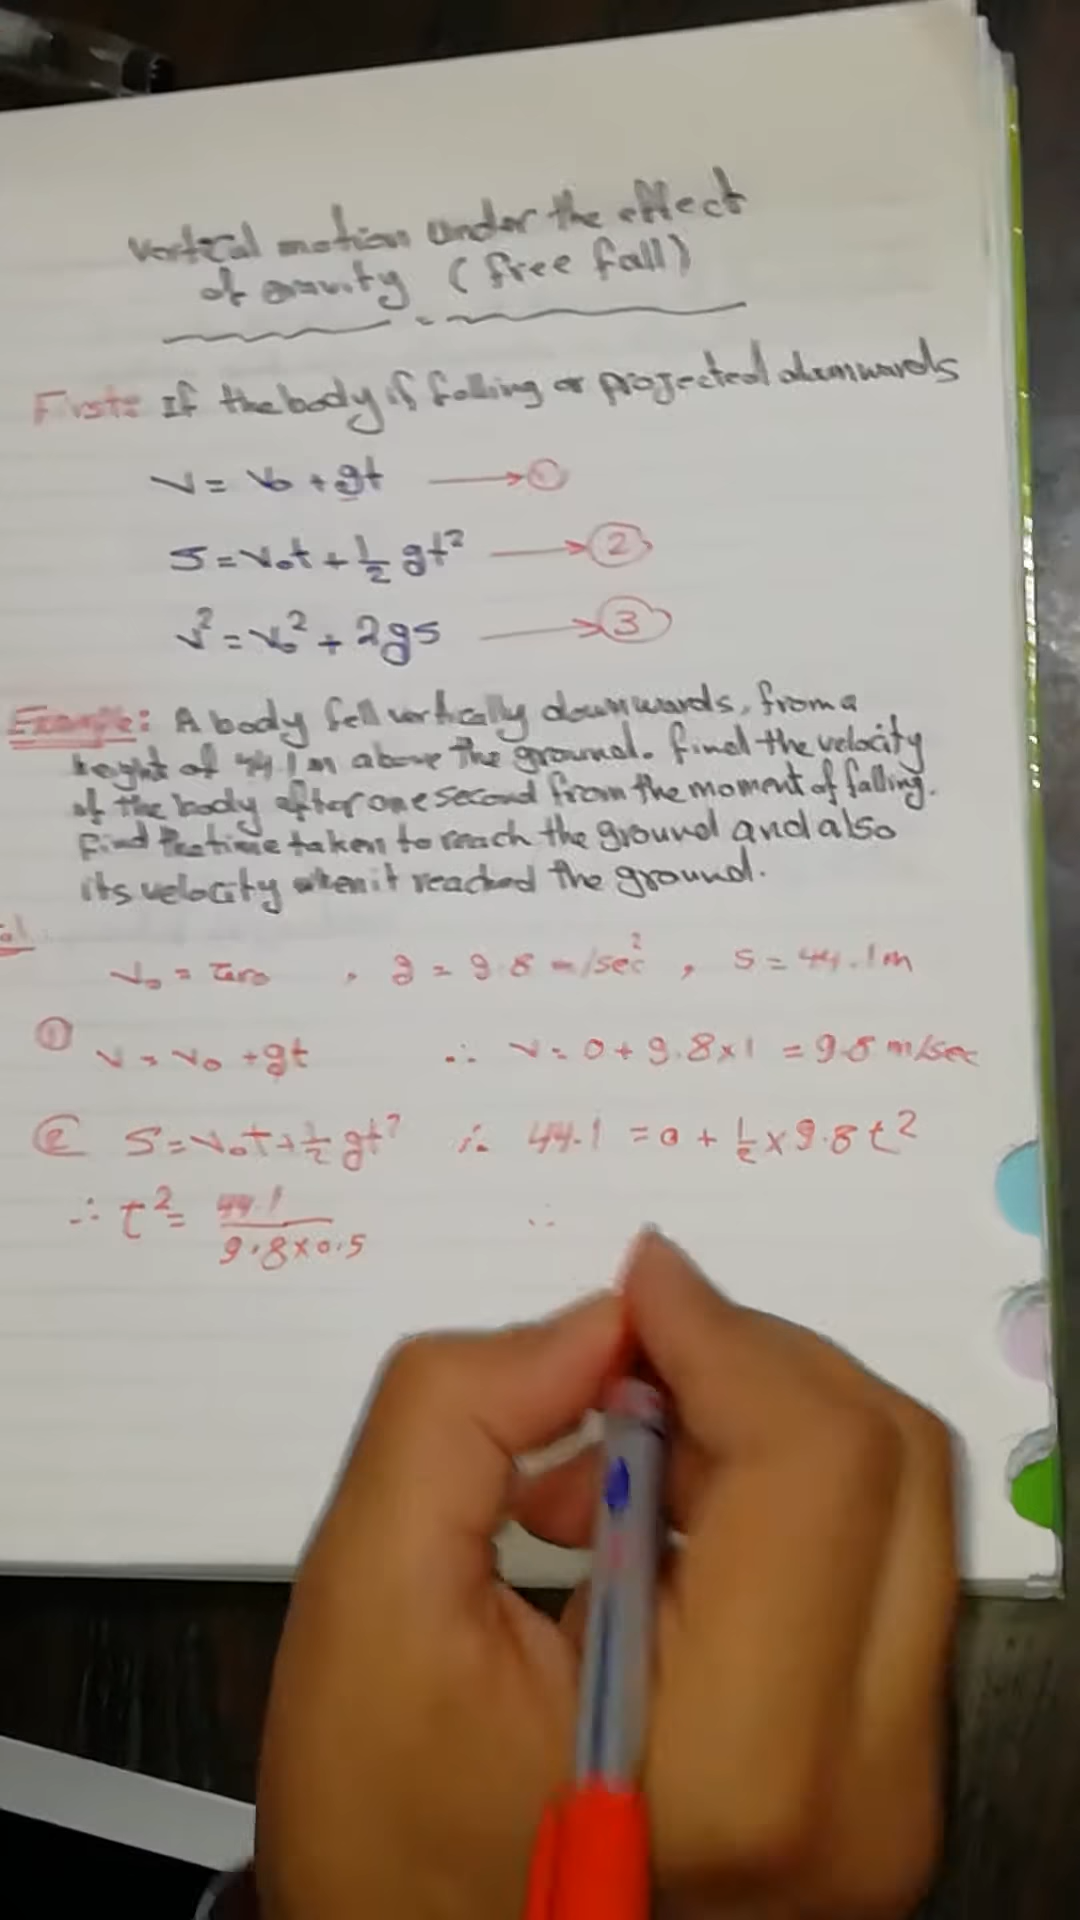 Vertical motion under the effect
of gravity (free fall)
First: If the body if falling or projected downwards
V = V₀ + gt → ①
S = V₀t + 1/2 gt² → ②
V² = V₀² + 2gs → ③
Example: A body fell vertically downwards, from a
height of 44.1 m above the ground. find the velocity
of the body after one second from the moment of falling.
Find the time taken to reach the ground and also
its velocity when it reached the ground.
Sol
V₀ = zero , g = 9.8 m/sec² , S = 44.1m
① V = V₀ + gt ∴ V = 0 + 9.8 × 1 = 9.8 m/sec
② S = V₀t + 1/2 gt² ∴ 44.1 = 0 + 1/2 × 9.8 t²
∴ t² = 44.1 / 9.8×0.5 ∴